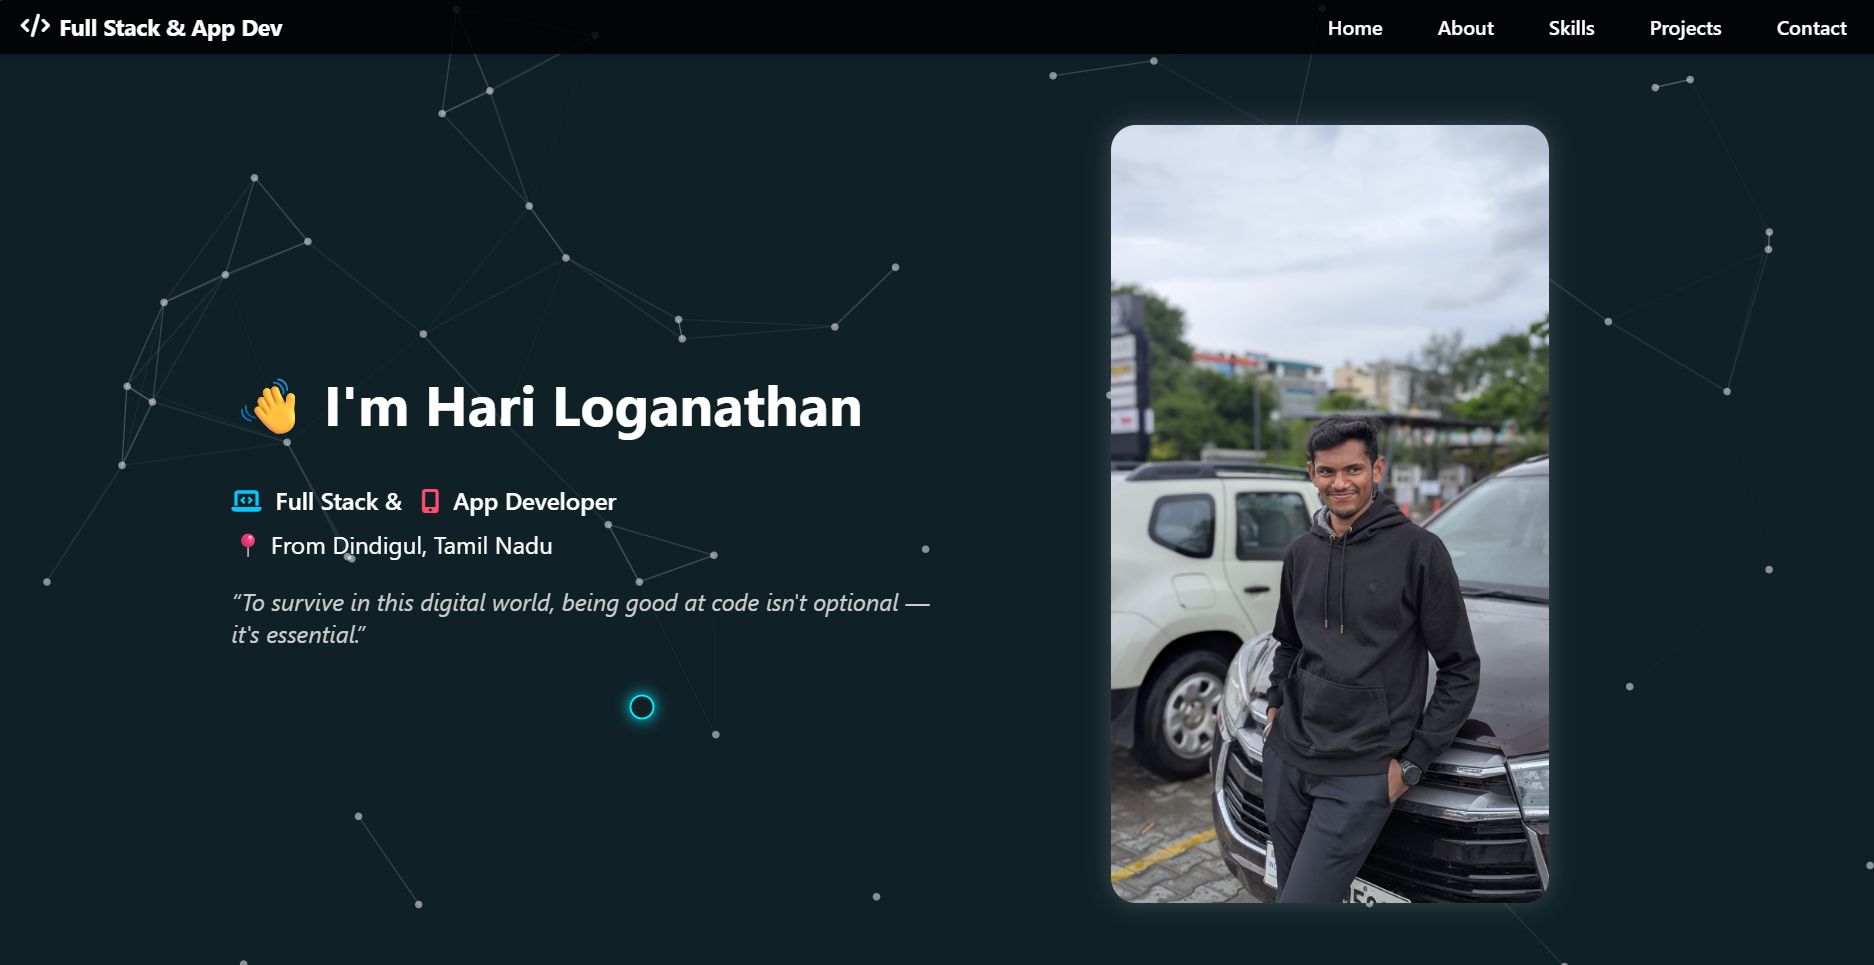 Full Stack & App Dev
Home About Skills Projects Contact
I'm Hari Loganathan
Full Stack & App Developer
From Dindigul, Tamil Nadu
“To survive in this digital world, being good at code isn't optional —
it's essential.”